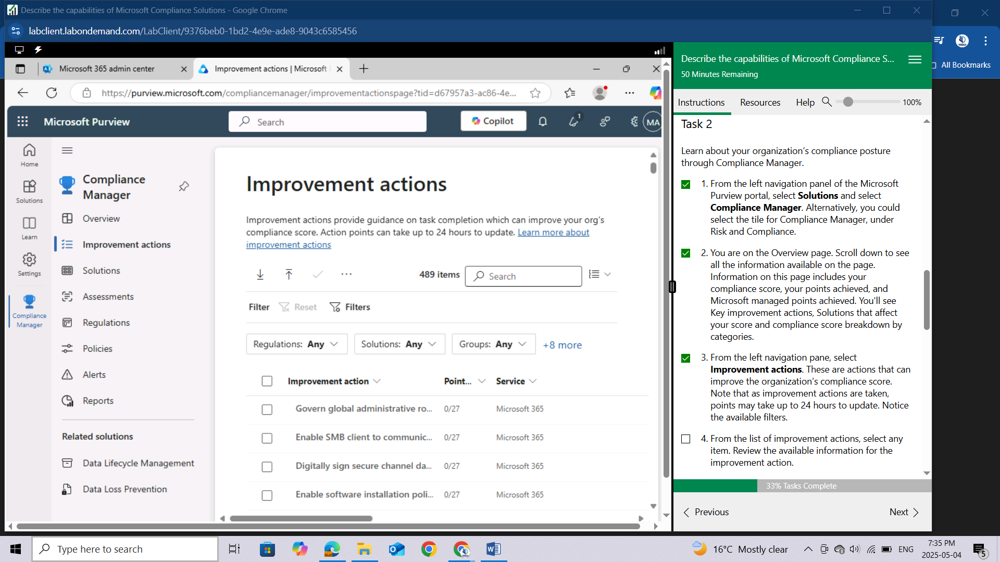 Describe the capabilities of Microsoft Compliance Solutions - Google Chrome
labclient.labondemand.com/LabClient/9376beb0-1bd2-4e9e-ade8-9043c6585456
All Bookmarks
Microsoft 365 admin center
Improvement actions | Microsoft
https://purview.microsoft.com/compliancemanager/improvementactionspage?tid=d67957a3-ac86-4e...
Microsoft Purview
Search
Copilot
1
MA
Home
Solutions
Learn
Settings
Compliance
Manager
Compliance
Manager
Overview
Improvement actions
Solutions
Assessments
Regulations
Policies
Alerts
Reports
Related solutions
Data Lifecycle Management
Data Loss Prevention
Improvement actions
Improvement actions provide guidance on task completion which can improve your org's
compliance score. Action points can take up to 24 hours to update. Learn more about
improvement actions
489 items
Search
Filter
Reset
Filters
Regulations: Any
Solutions: Any
Groups: Any
+8 more
Improvement action
Point...
Service
Govern global administrative ro...
0/27
Microsoft 365
Enable SMB client to communic...
0/27
Microsoft 365
Digitally sign secure channel da...
0/27
Microsoft 365
Enable software installation poli...
0/27
Microsoft 365
Describe the capabilities of Microsoft Compliance S...
50 Minutes Remaining
Instructions
Resources
Help
100%
Task 2
Learn about your organization’s compliance posture
through Compliance Manager.
1. From the left navigation panel of the Microsoft
Purview portal, select Solutions and select
Compliance Manager. Alternatively, you could
select the tile for Compliance Manager, under
Risk and Compliance.
2. You are on the Overview page. Scroll down to see
all the information available on the page.
Information on this page includes your
compliance score, your points achieved, and
Microsoft managed points achieved. You'll see
Key improvement actions, Solutions that affect
your score and compliance score breakdown by
categories.
3. From the left navigation pane, select
Improvement actions. These are actions that can
improve the organization’s compliance score.
Note that as improvement actions are taken,
points may take up to 24 hours to update. Notice
the available filters.
4. From the list of improvement actions, select any
item. Review the available information for the
improvement action.
33% Tasks Complete
Previous
Next
Type here to search
16°C Mostly clear
ENG
7:35 PM
2025-05-04
5